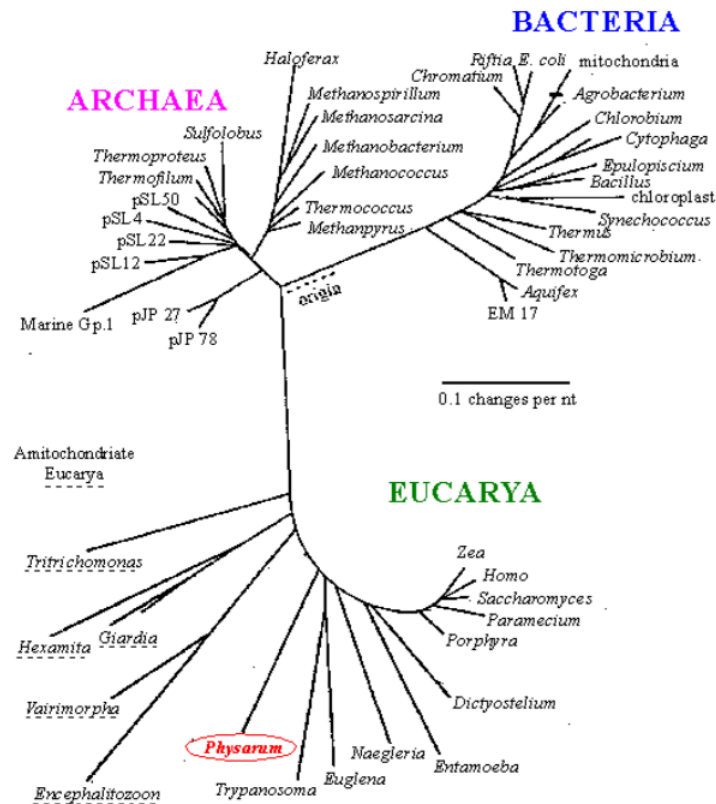 BACTERIA
ARCHAEA
Haloferax
Riftia E. coli mitochondria
Chromatium
Agrobacterium
Methanospirillum
Methanosarcina
Chlorobium
Cytophaga
Sulfolobus
Methanobacterium
Thermoproteus
Epulopiscium
Methanococcus
Thermofilum
Bacillus
chloroplast
pSL50
Thermococcus
Synechococcus
pSL4
Methanpyrus
Thermus
pSL22
Thermomicrobium
pSL12
Thermotoga
origin
Aquifex
EM 17
Marine Gp.1
pJP 27
pJP 78
0.1 changes per nt
Amitochondriate
Eucarya
EUCARYA
Zea
Tritrichomonas
Homo
Saccharomyces
Paramecium
Porphyra
Giardia
Hexamita
Vairimorpha
Dictyostelium
Physarum
Naegleria
Entamoeba
Euglena
Trypanosoma
Encephalitozoon